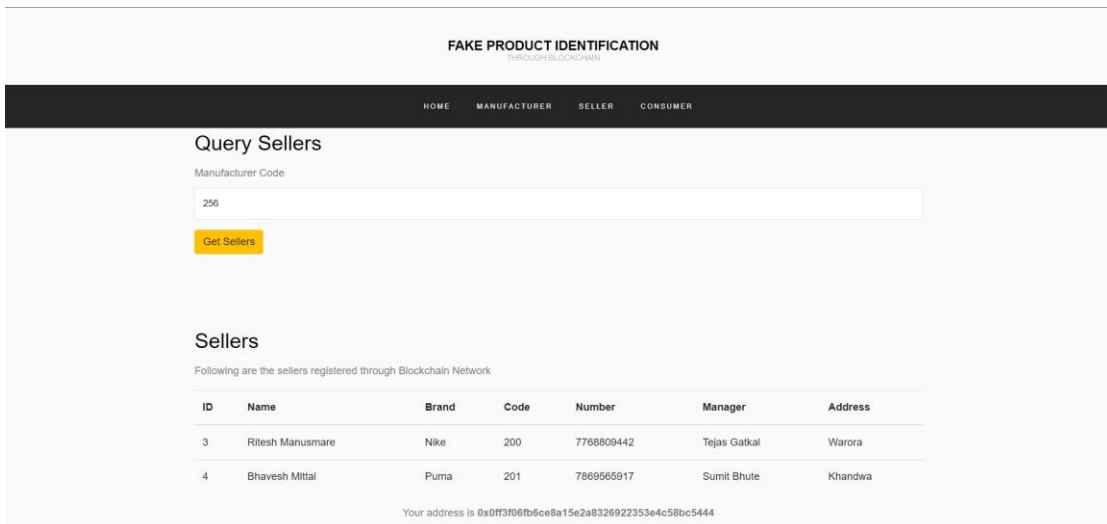 FAKE PRODUCT IDENTIFICATION
THROUGH BLOCKCHAIN
HOME MANUFACTURER SELLER CONSUMER
Query Sellers
Manufacturer Code
256
Get Sellers
Sellers
Following are the sellers registered through Blockchain Network
ID Name Brand Code Number Manager Address
3 Ritesh Manusmare Nike 200 7768809442 Tejas Gatkal Warora
4 Bhavesh Mittal Puma 201 7869565917 Sumit Bhute Khandwa
Your address is 0x0ff3f06fb6ce8a15e2a8326922353e4c58bc5444